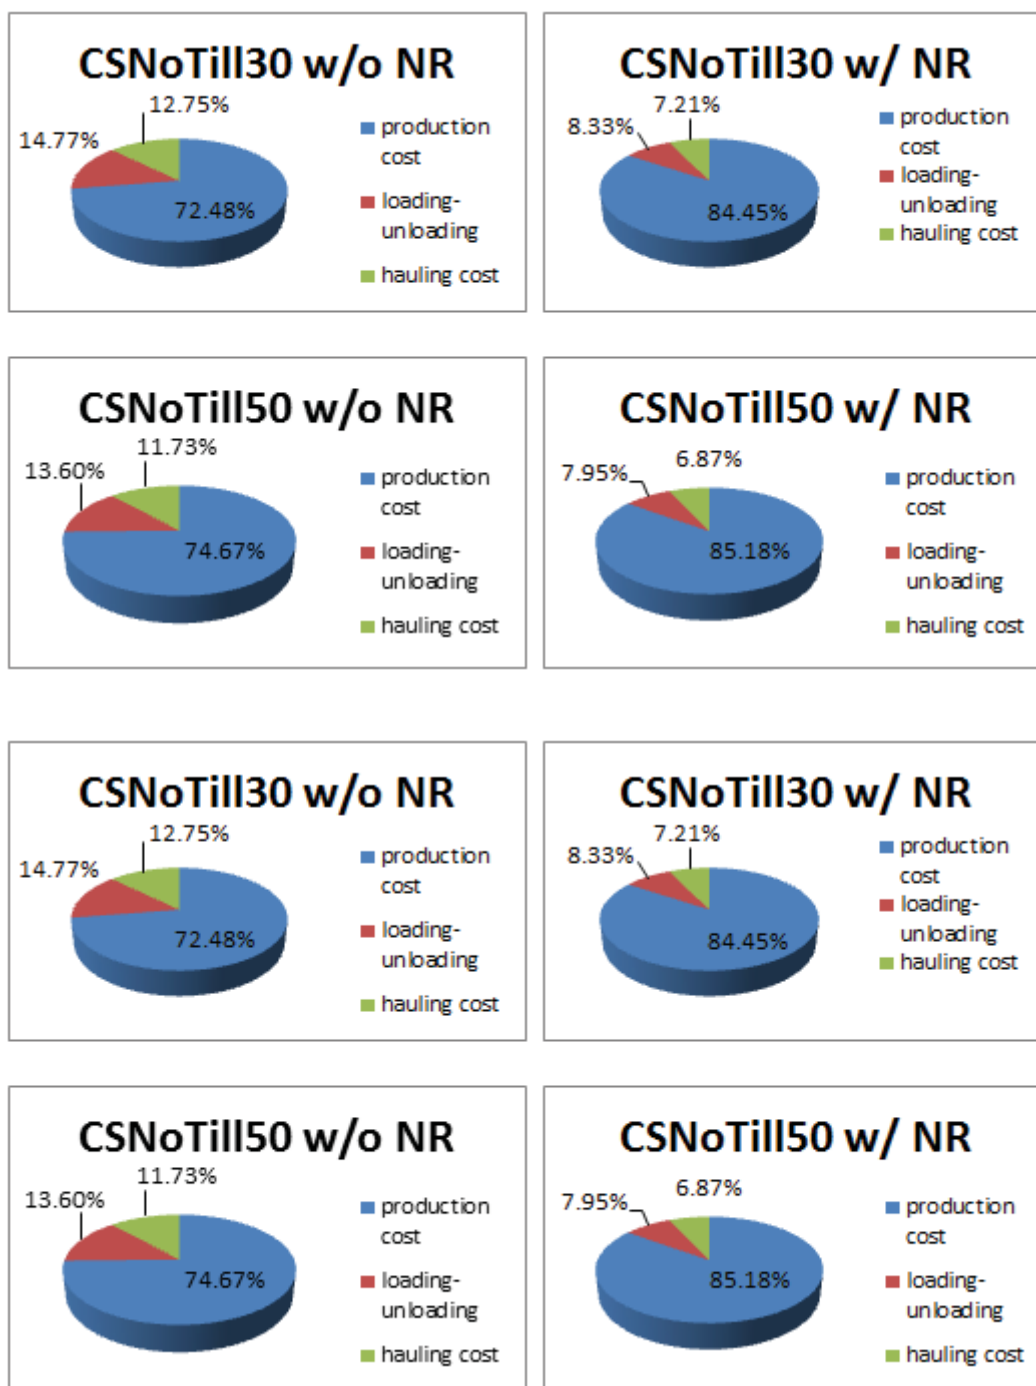 CSNoTill30 w/o NR
12.75%
14.77%
72.48%
production
cost
loading-
unloading
hauling cost
CSNoTill30 w/ NR
7.21%
8.33%
84.45%
production
cost
loading-
unloading
hauling cost
CSNoTill50 w/o NR
11.73%
13.60%
74.67%
production
cost
loading-
unloading
hauling cost
CSNoTill50 w/ NR
6.87%
7.95%
85.18%
production
cost
loading-
unloading
hauling cost
CSNoTill30 w/o NR
12.75%
14.77%
72.48%
production
cost
loading-
unloading
hauling cost
CSNoTill30 w/ NR
7.21%
8.33%
84.45%
production
cost
loading-
unloading
hauling cost
CSNoTill50 w/o NR
11.73%
13.60%
74.67%
production
cost
loading-
unloading
hauling cost
CSNoTill50 w/ NR
6.87%
7.95%
85.18%
production
cost
loading-
unloading
hauling cost